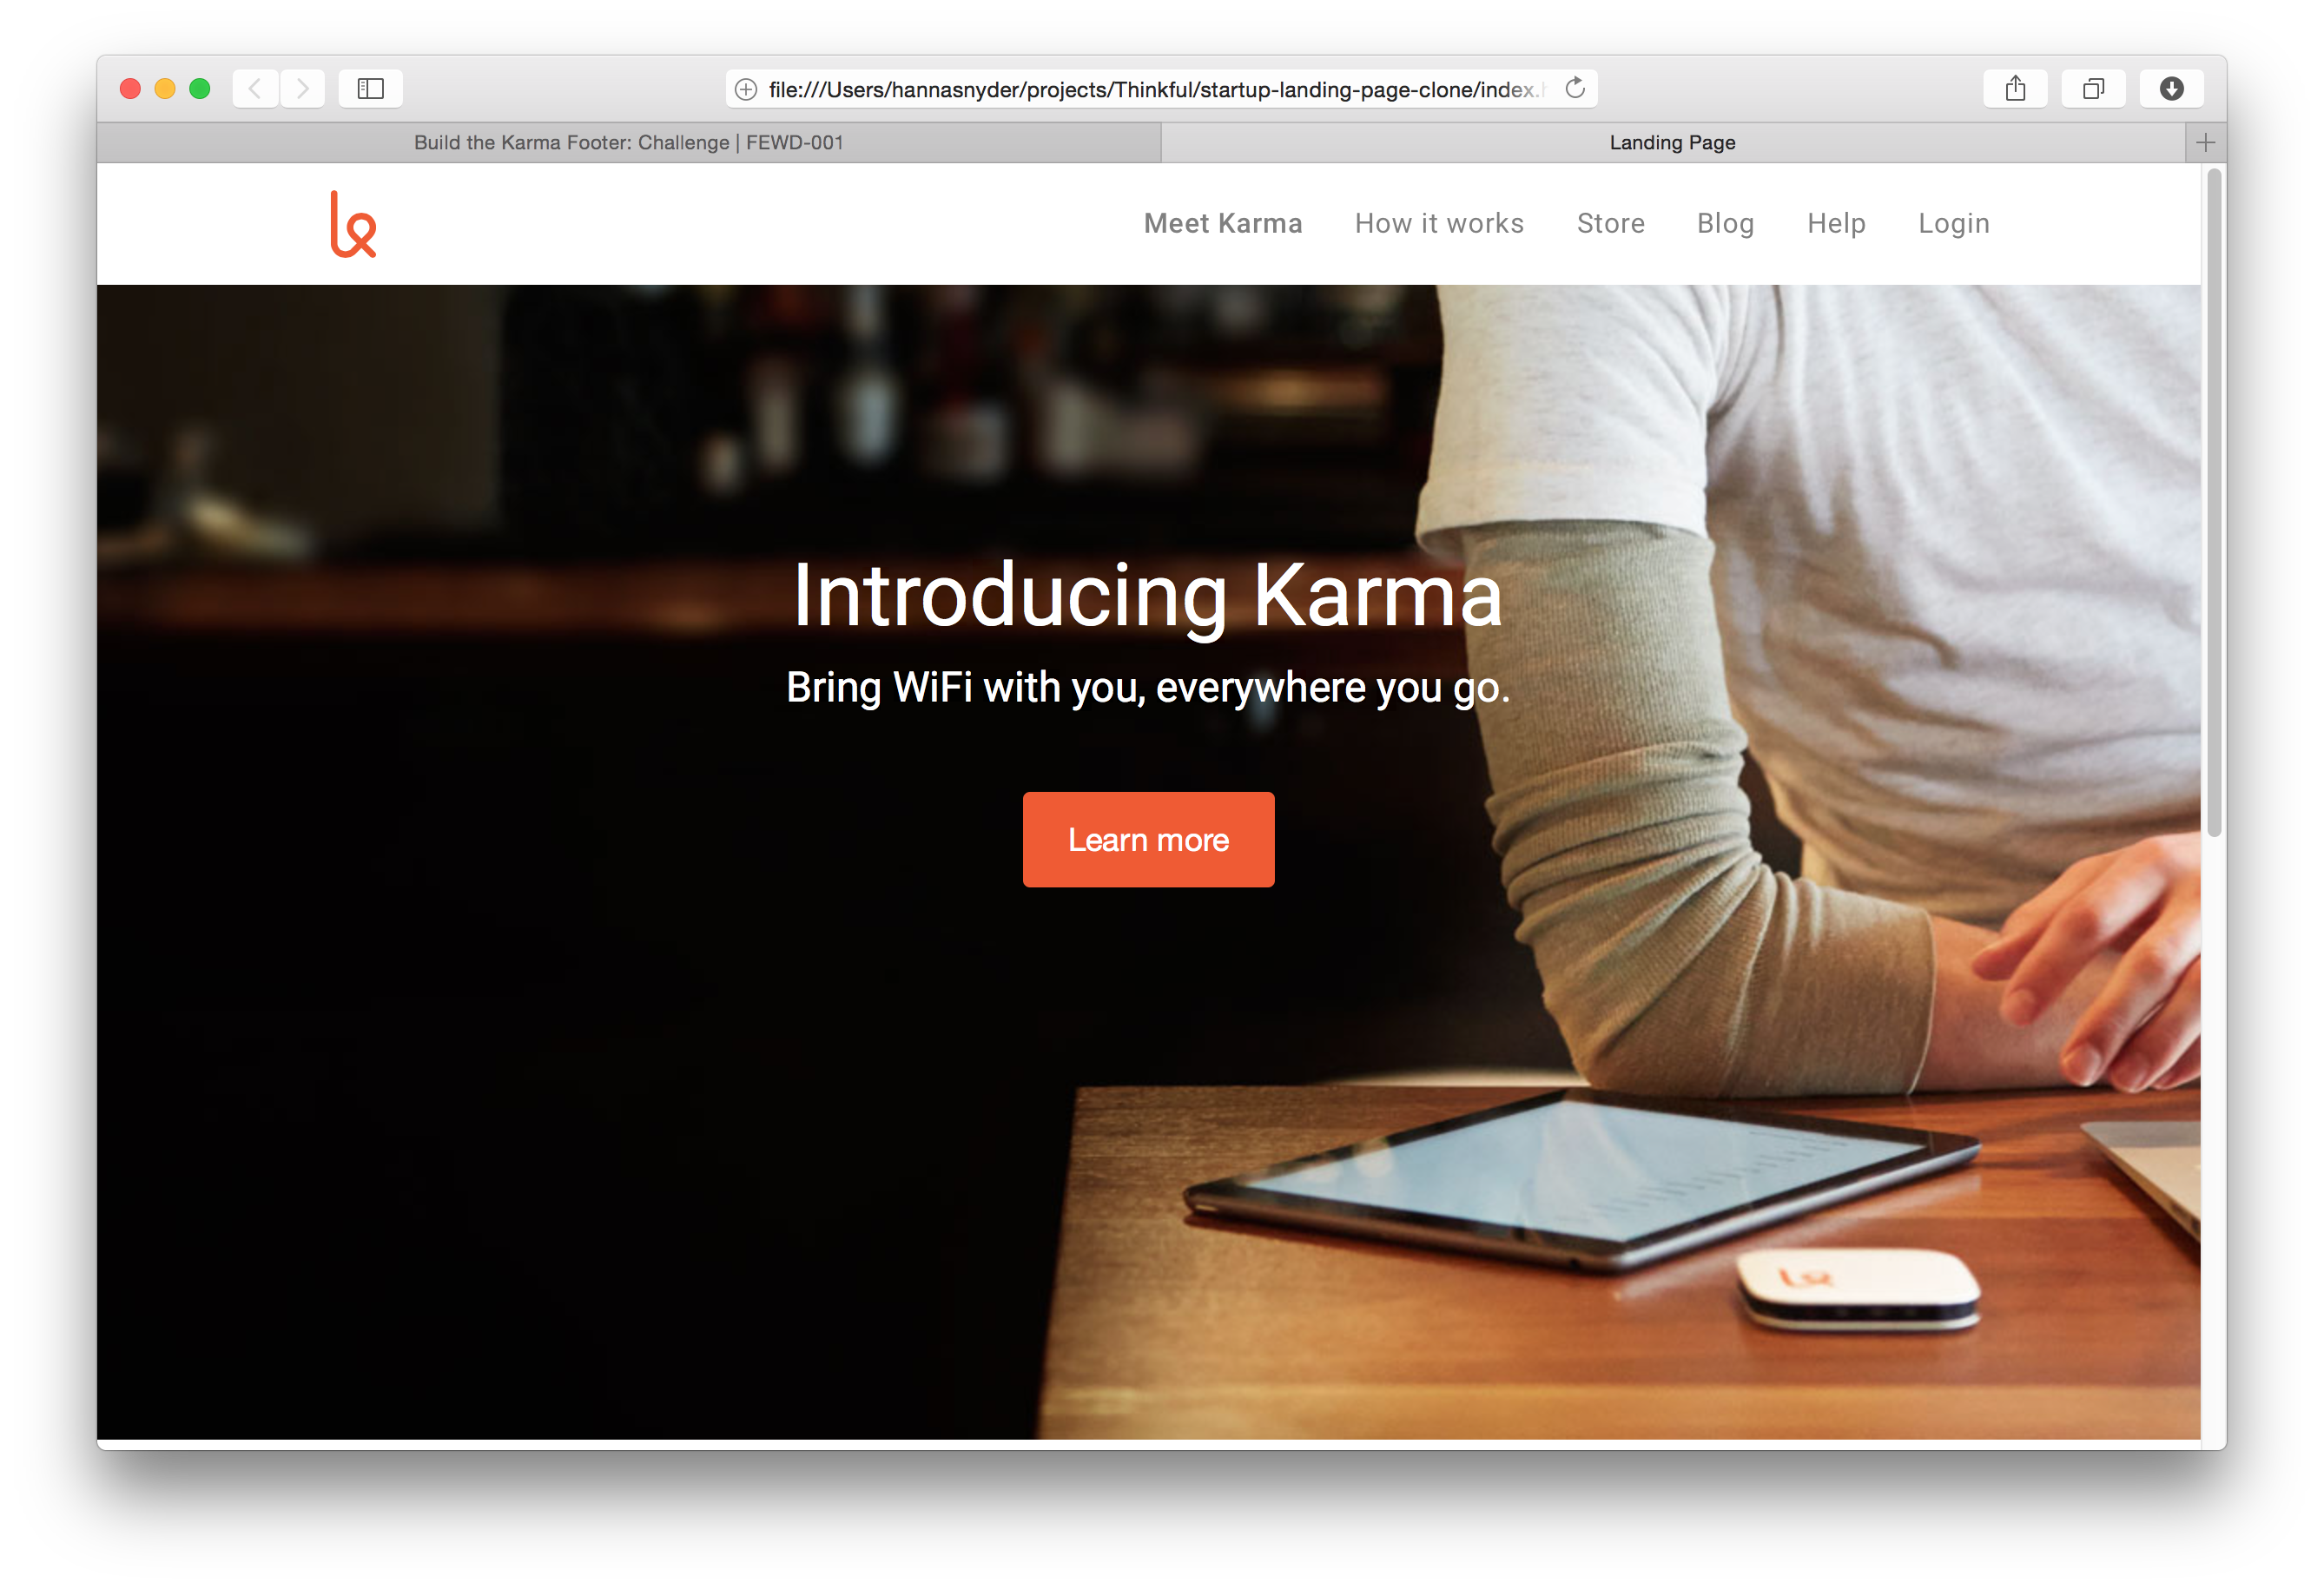 file:///Users/hannasnyder/projects/Thinkful/startup-landing-page-clone/index.h
Build the Karma Footer: Challenge | FEWD-001
Landing Page
Meet Karma How it works Store Blog Help Login
Introducing Karma
Bring WiFi with you, everywhere you go.
Learn more